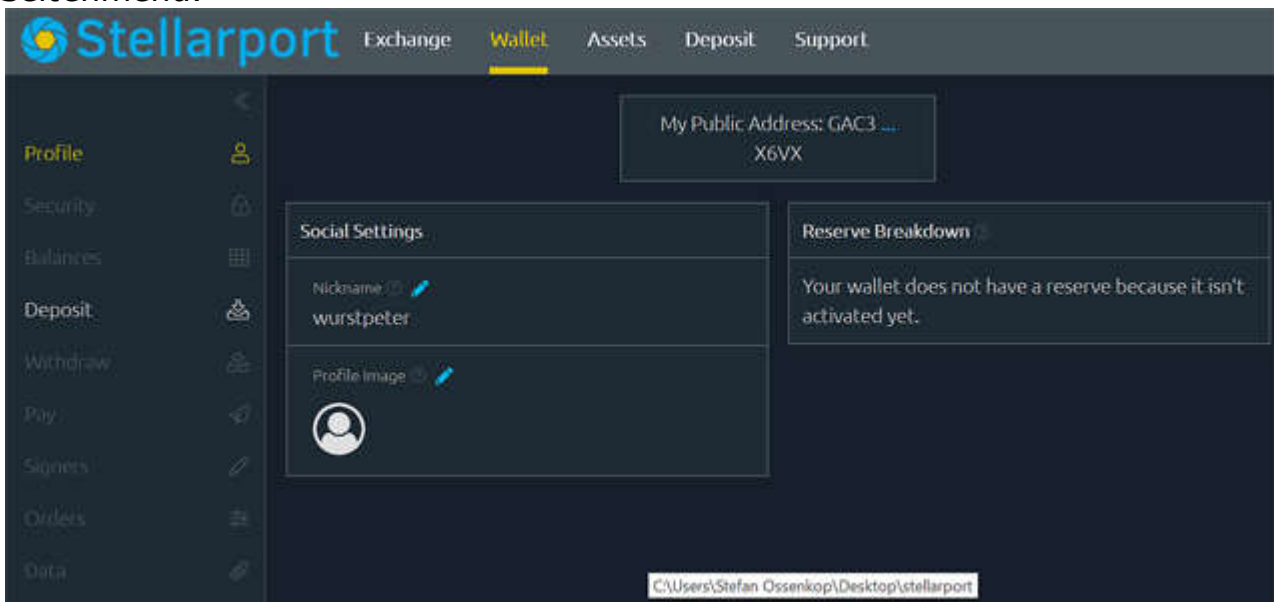 Seitenmenü.
Stellarport Exchange Wallet Assets Deposit Support
My Public Address: GAC3 ...
X6VX
Profile
Security
Balances
Deposit
Withdraw
Pay
Signers
Orders
Data
Social Settings
Nickname
wurstpeter
Profile Image
Reserve Breakdown
Your wallet does not have a reserve because it isn't
activated yet.
C:\Users\Stefan Ossenkop\Desktop\stellarport